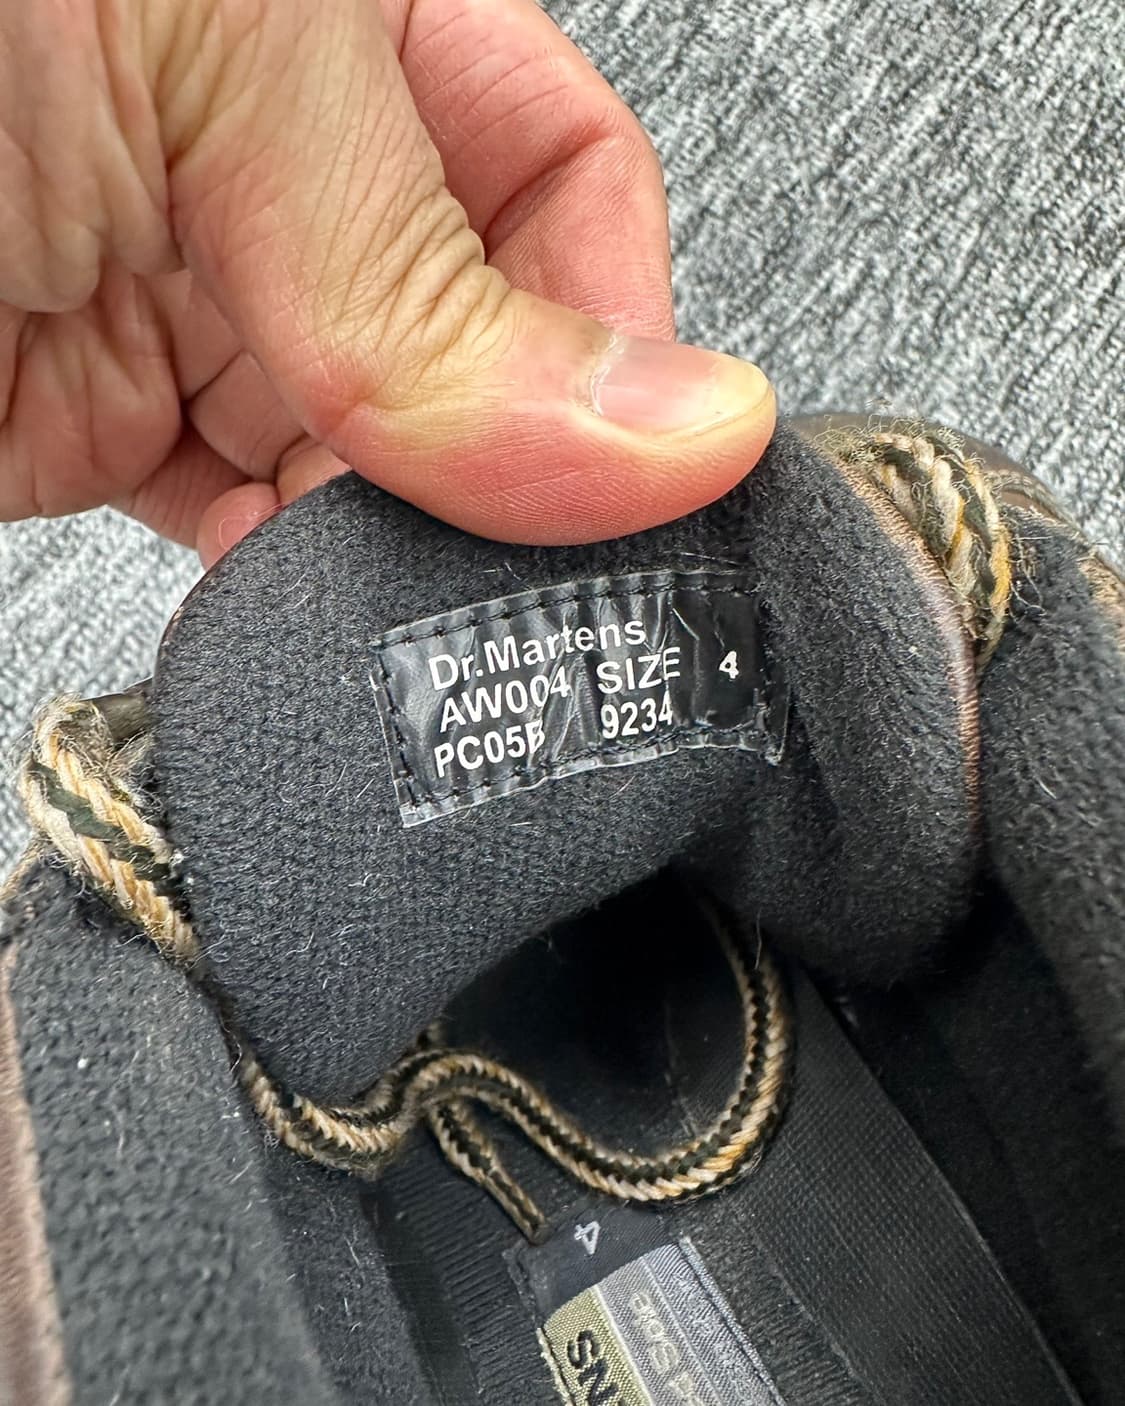 Dr.Martens
AW004 SIZE 4
PC05B 9234
4